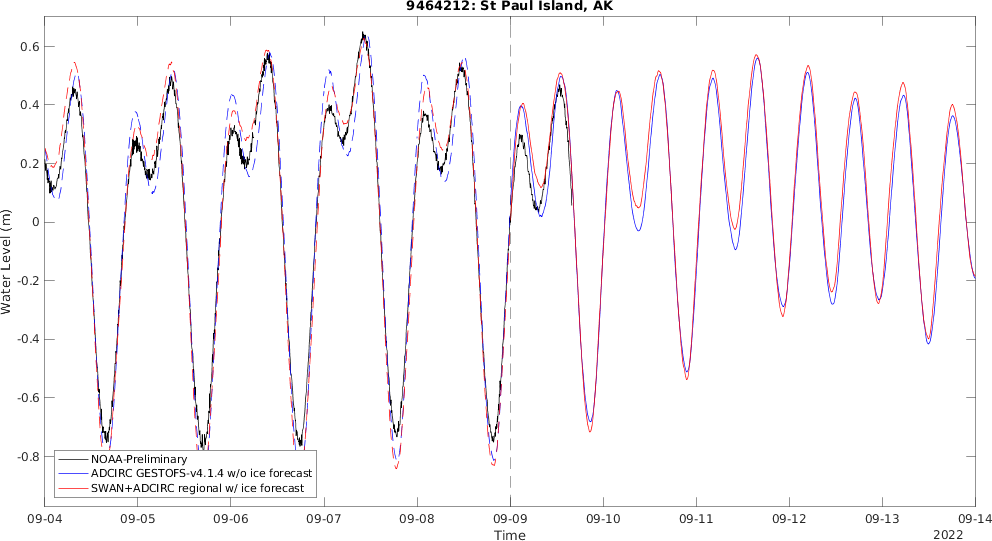 9464212: St Paul Island, AK
Water Level (m)
0.6
0.4
0.2
0
-0.2
-0.4
-0.6
-0.8
NOAA-Preliminary
ADCIRC GESTOFS-v4.1.4 w/o ice forecast
SWAN+ADCIRC regional w/ ice forecast
09-04 09-05 09-06 09-07 09-08 09-09 09-10 09-11 09-12 09-13 09-14
Time
2022